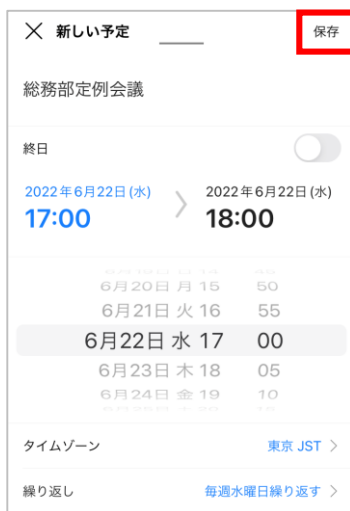 新しい予定 保存
総務部定例会議
終日
2022年6月22日(水) 2022年6月22日(水)
17:00 18:00
6月20日 月 15 50
6月21日 火 16 55
6月22日 水 17 00
6月23日 木 18 05
6月24日 金 19 10
タイムゾーン 東京 JST
繰り返し 毎週水曜日繰り返す